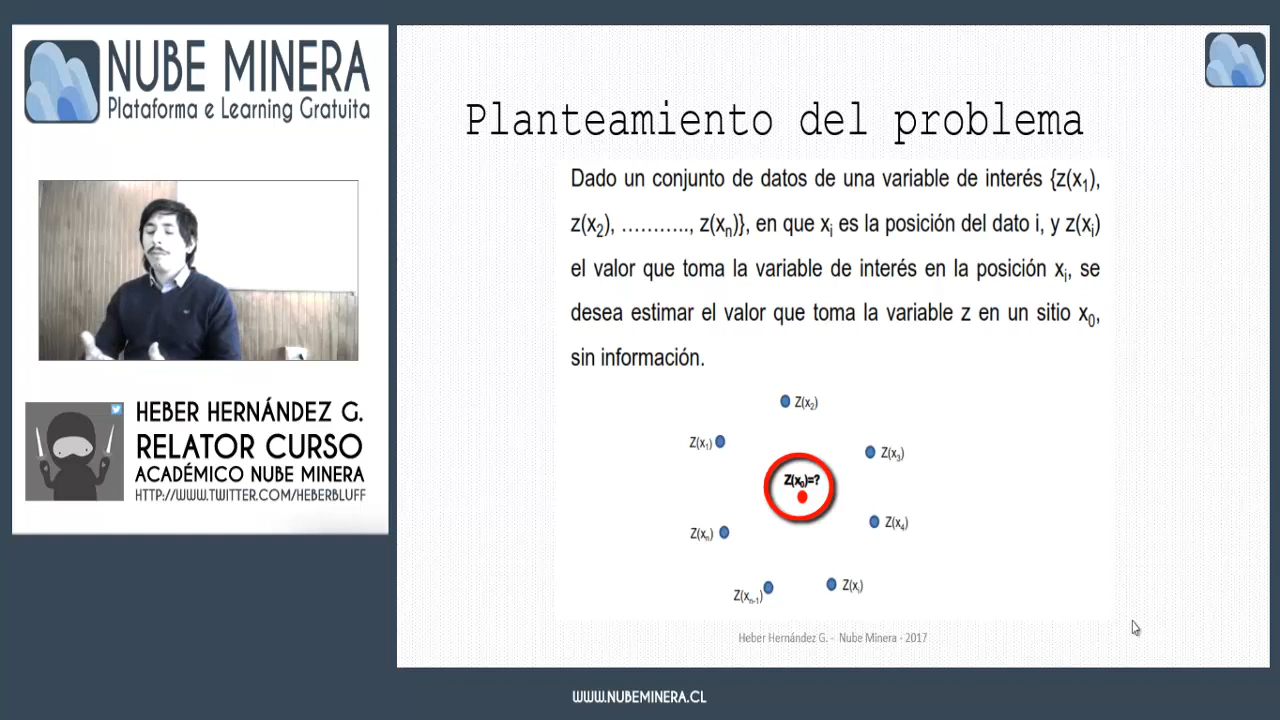 NUBE MINERA
Plataforma e Learning Gratuita
HEBER HERNÁNDEZ G.
RELATOR CURSO
ACADÉMICO NUBE MINERA
HTTP://WWW.TWITTER.COM/HEBERBLUFF
Planteamiento del problema
Dado un conjunto de datos de una variable de interés {z(x₁),
z(x₂), ……….., z(xₙ)}, en que xᵢ es la posición del dato i, y z(xᵢ)
el valor que toma la variable de interés en la posición xᵢ, se
desea estimar el valor que toma la variable z en un sitio x₀,
sin información.
Z(x₂)
Z(x₁)
Z(x₃)
Z(x₀)=?
Z(x₄)
Z(xₙ)
Z(xᵢ)
Z(xₙ₋₁)
Heber Hernández G. - Nube Minera - 2017
WWW.NUBEMINERA.CL